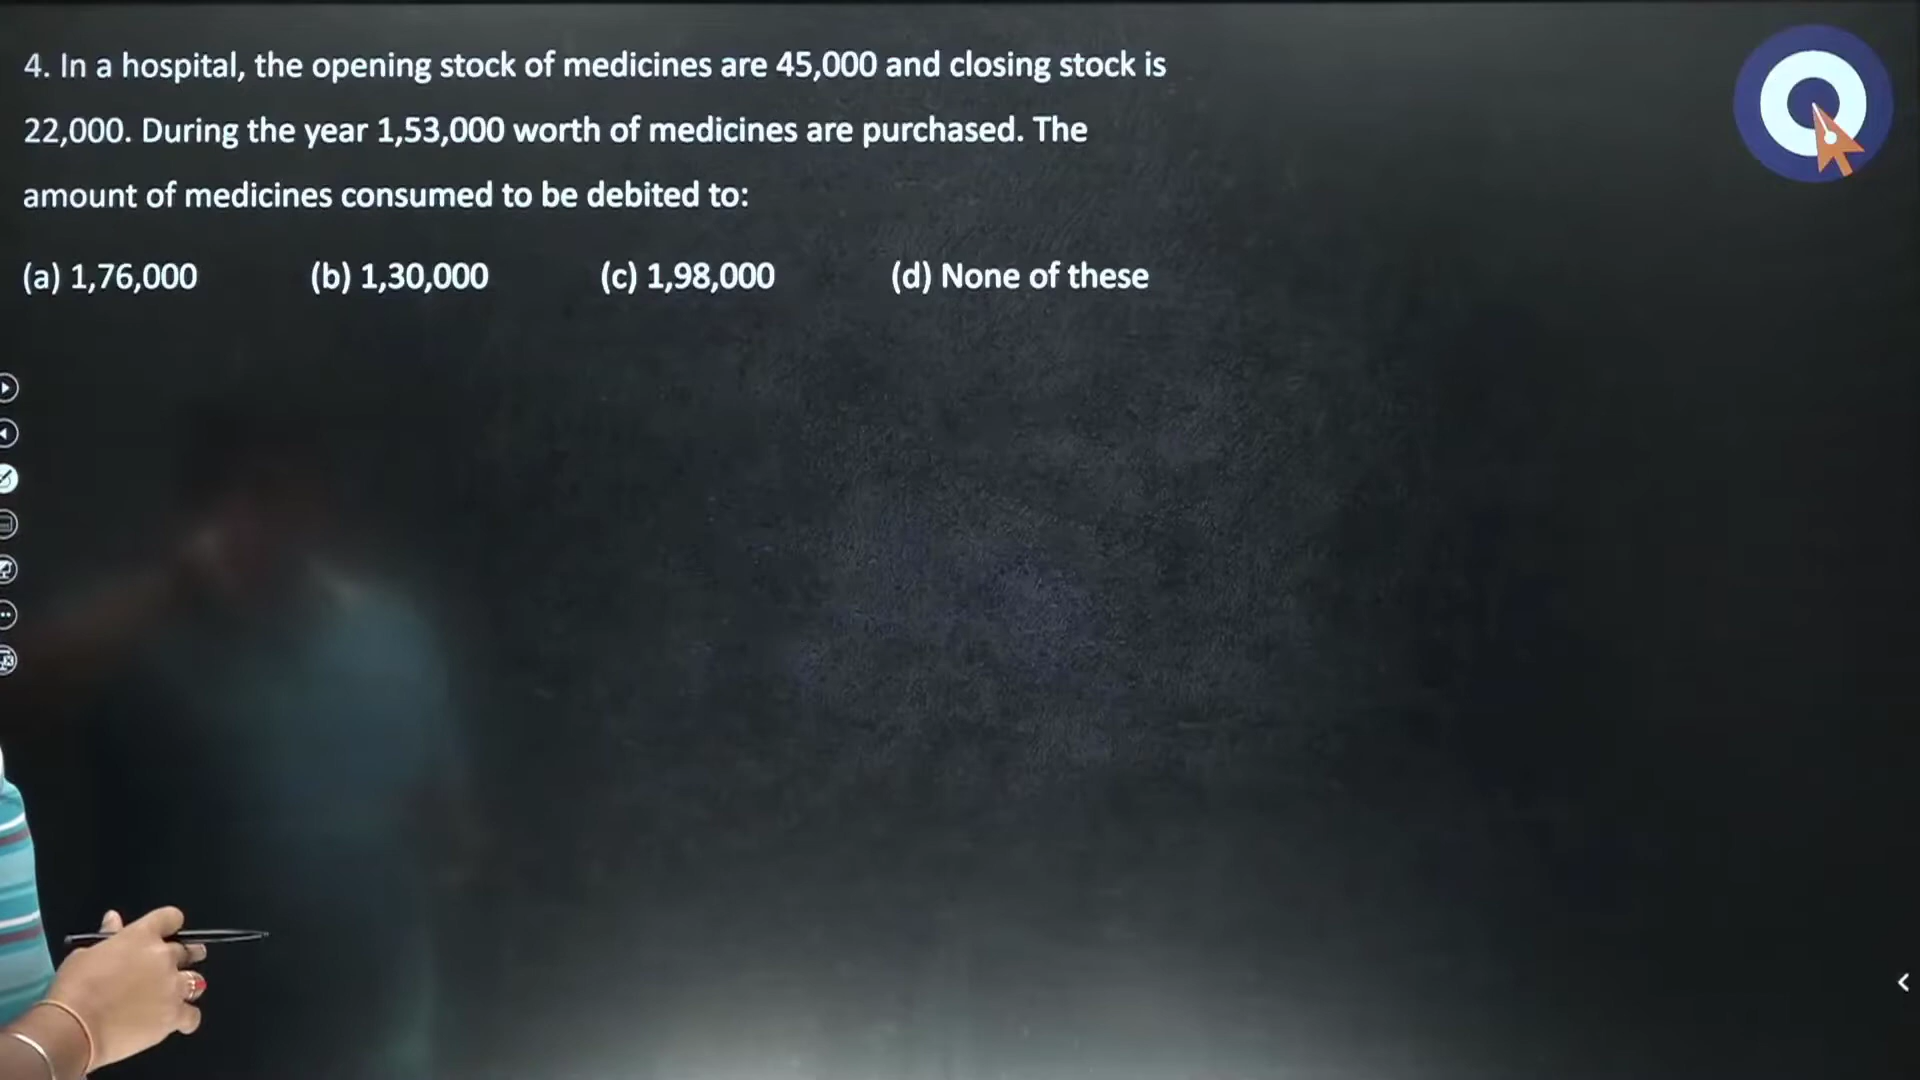 4. In a hospital, the opening stock of medicines are 45,000 and closing stock is
22,000. During the year 1,53,000 worth of medicines are purchased. The
amount of medicines consumed to be debited to:
(a) 1,76,000 (b) 1,30,000 (c) 1,98,000 (d) None of these